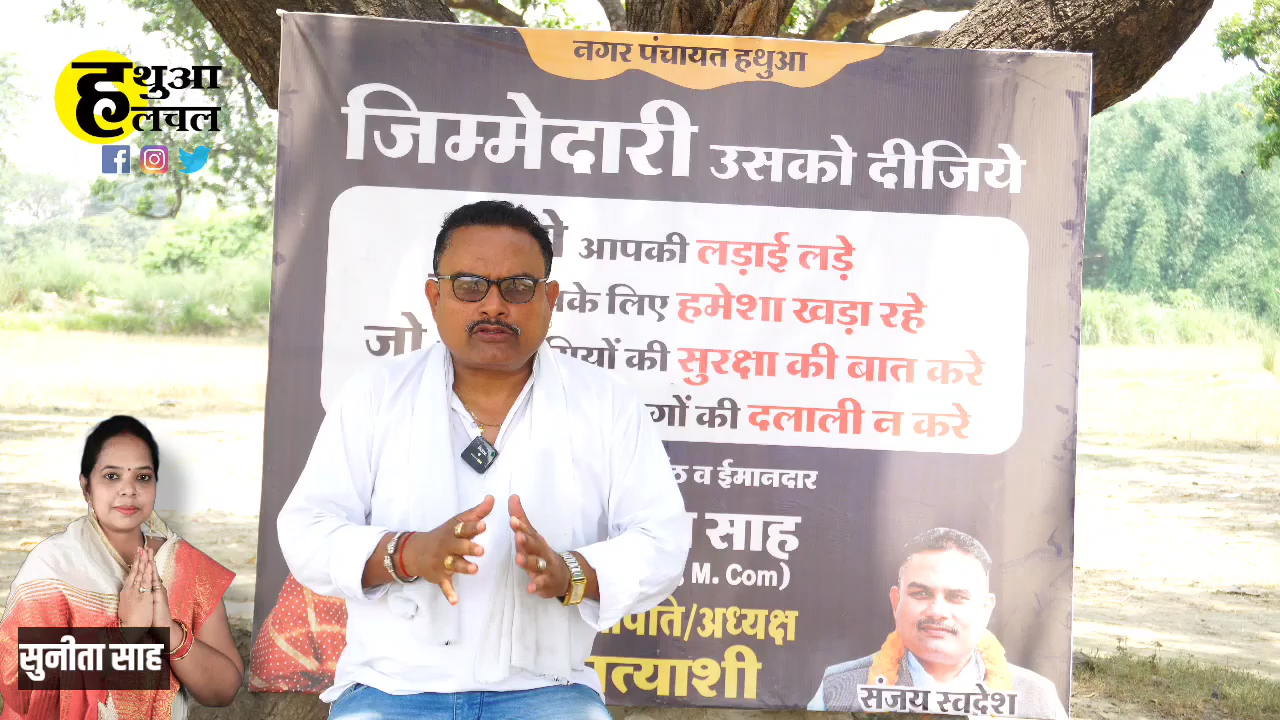 हथुआ
हलचल
नगर पंचायत हथुआ
जिम्मेदारी उसको दीजिये
आपकी लड़ाई लड़े
के लिए हमेशा खड़ा रहे
जो की सुरक्षा की बात करे
की दलाली न करे
व ईमानदार
साह
M. Com)
/अध्यक्ष
सुनीता साह
संजय स्वदेश